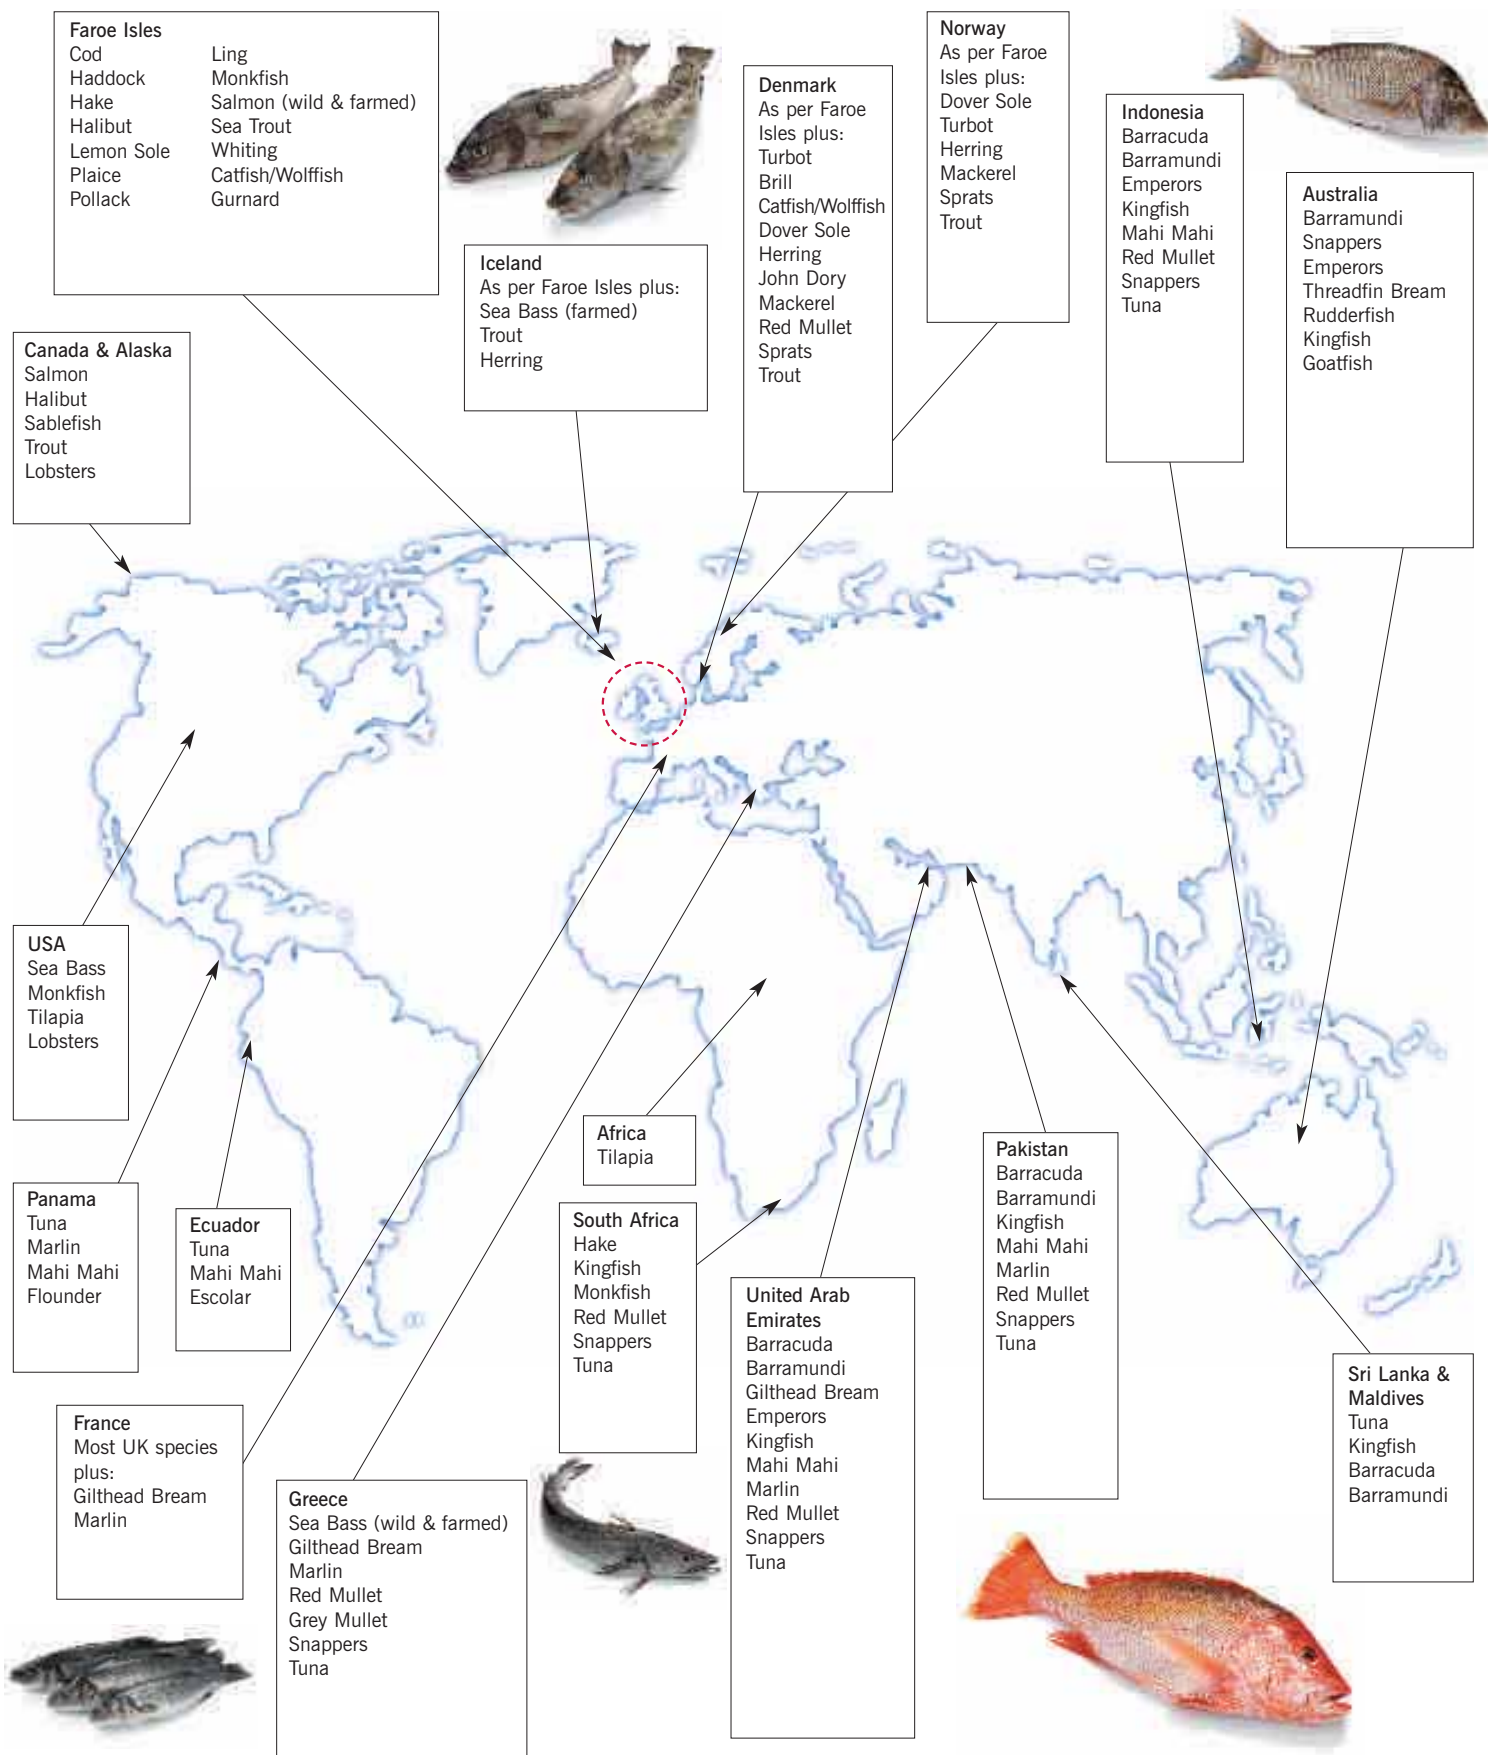 Faroe Isles
Cod
Haddock
Hake
Halibut
Lemon Sole
Plaice
Pollack
Ling
Monkfish
Salmon (wild & farmed)
Sea Trout
Whiting
Catfish/Wolffish
Gurnard
Iceland
As per Faroe Isles plus:
Sea Bass (farmed)
Trout
Herring
Denmark
As per Faroe
Isles plus:
Turbot
Brill
Catfish/Wolffish
Dover Sole
Herring
John Dory
Mackerel
Red Mullet
Sprats
Trout
Norway
As per Faroe
Isles plus:
Dover Sole
Turbot
Herring
Mackerel
Sprats
Trout
Indonesia
Barracuda
Barramundi
Emperors
Kingfish
Mahi Mahi
Red Mullet
Snappers
Tuna
Australia
Barramundi
Snappers
Emperors
Threadfin Bream
Rudderfish
Kingfish
Goatfish
Canada & Alaska
Salmon
Halibut
Sablefish
Trout
Lobsters
USA
Sea Bass
Monkfish
Tilapia
Lobsters
Panama
Tuna
Marlin
Mahi Mahi
Flounder
Ecuador
Tuna
Mahi Mahi
Escolar
Africa
Tilapia
South Africa
Hake
Kingfish
Monkfish
Red Mullet
Snappers
Tuna
United Arab
Emirates
Barracuda
Barramundi
Gilthead Bream
Emperors
Kingfish
Mahi Mahi
Marlin
Red Mullet
Snappers
Tuna
Pakistan
Barracuda
Barramundi
Kingfish
Mahi Mahi
Marlin
Red Mullet
Snappers
Tuna
Sri Lanka &
Maldives
Tuna
Kingfish
Barracuda
Barramundi
France
Most UK species
plus:
Gilthead Bream
Marlin
Greece
Sea Bass (wild & farmed)
Gilthead Bream
Marlin
Red Mullet
Grey Mullet
Snappers
Tuna